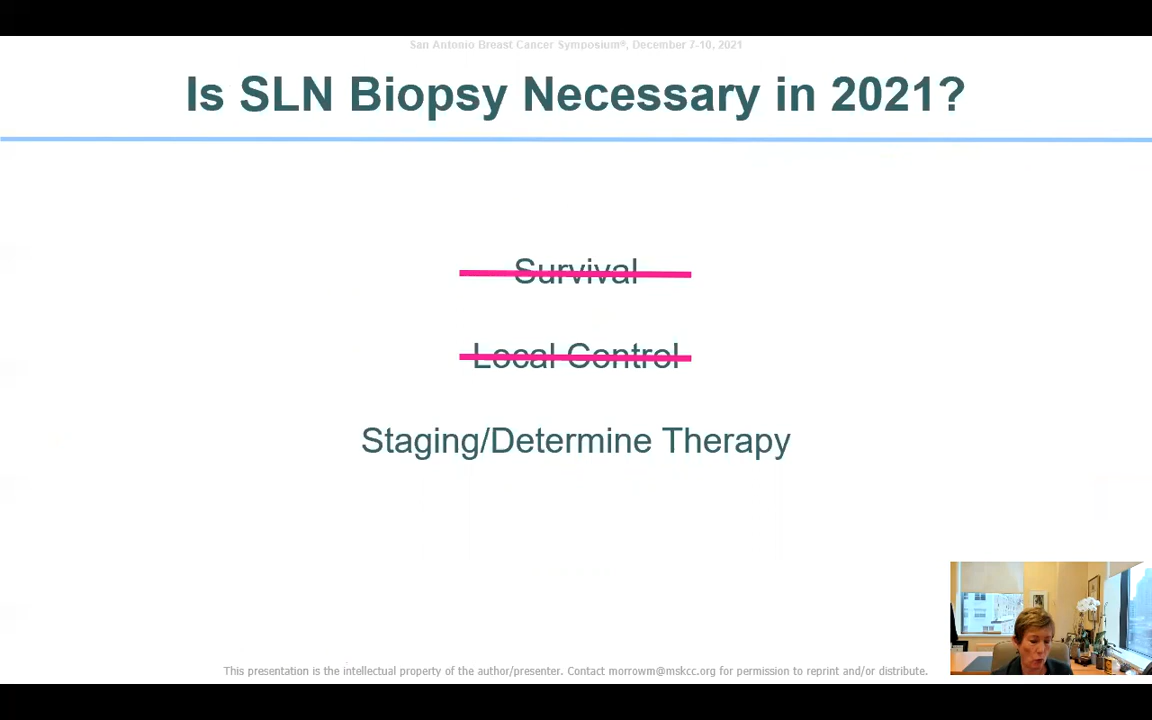 San Antonio Breast Cancer Symposium®, December 7-10, 2021
Is SLN Biopsy Necessary in 2021?
Survival
Local Control
Staging/Determine Therapy
This presentation is the intellectual property of the author/presenter. Contact morrowm@mskcc.org for permission to reprint and/or distribute.